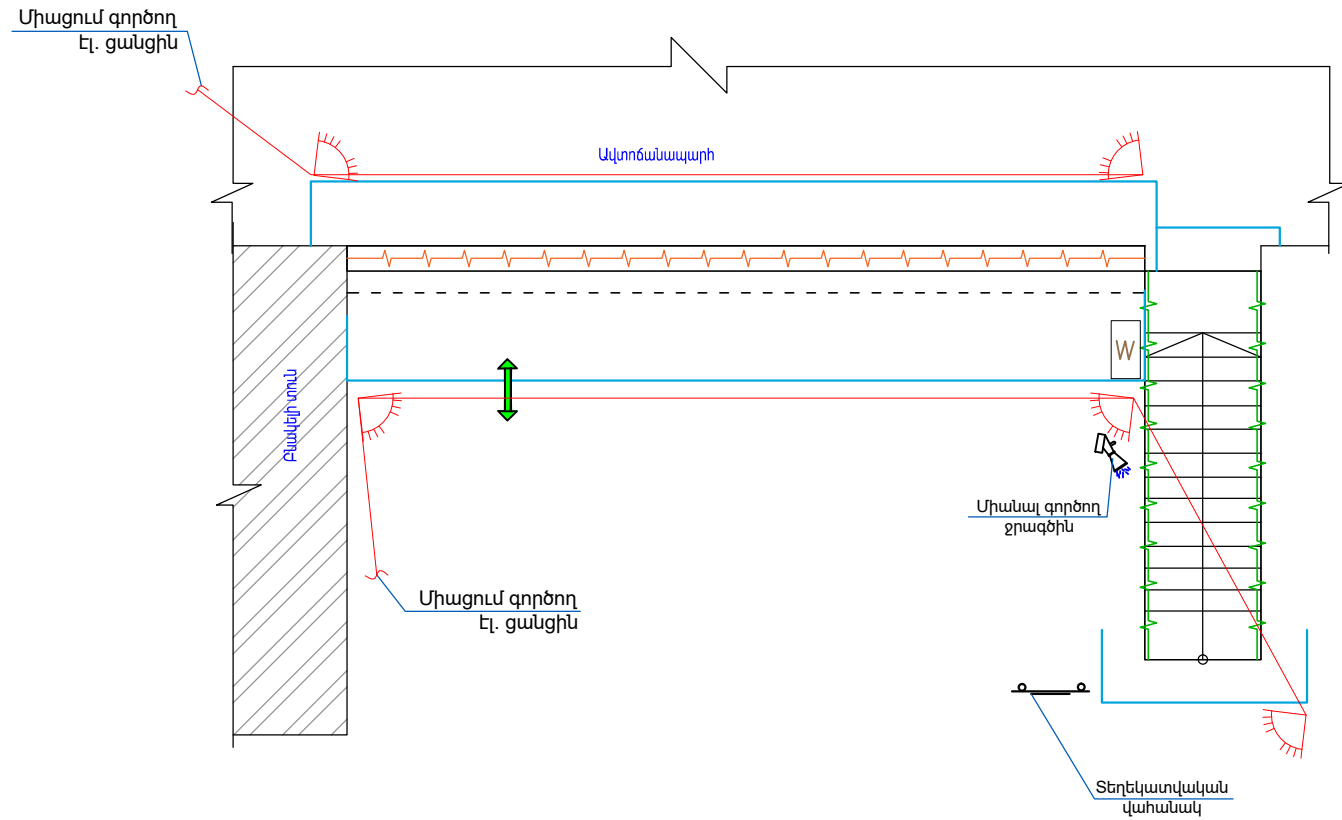 Միացում գործող
էլ. ցանցին
Ավտոճանապարհ
W
Բնակելի տուն
Միանալ գործող
ջրագծին
Միացում գործող
էլ. ցանցին
Տեղեկատվական
վահանակ